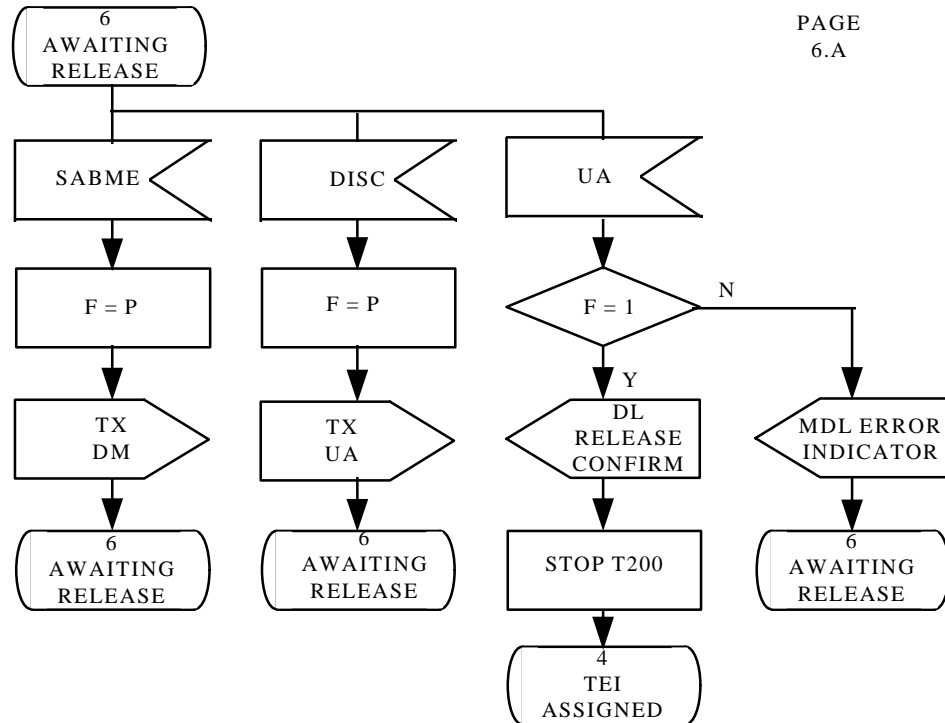 6
AWAITING
RELEASE
PAGE
6.A
SABME
DISC
UA
F = P
F = P
F = 1
N
Y
TX
DM
TX
UA
DL
RELEASE
CONFIRM
MDL ERROR
INDICATOR
6
AWAITING
RELEASE
6
AWAITING
RELEASE
STOP T200
6
AWAITING
RELEASE
4
TEI
ASSIGNED